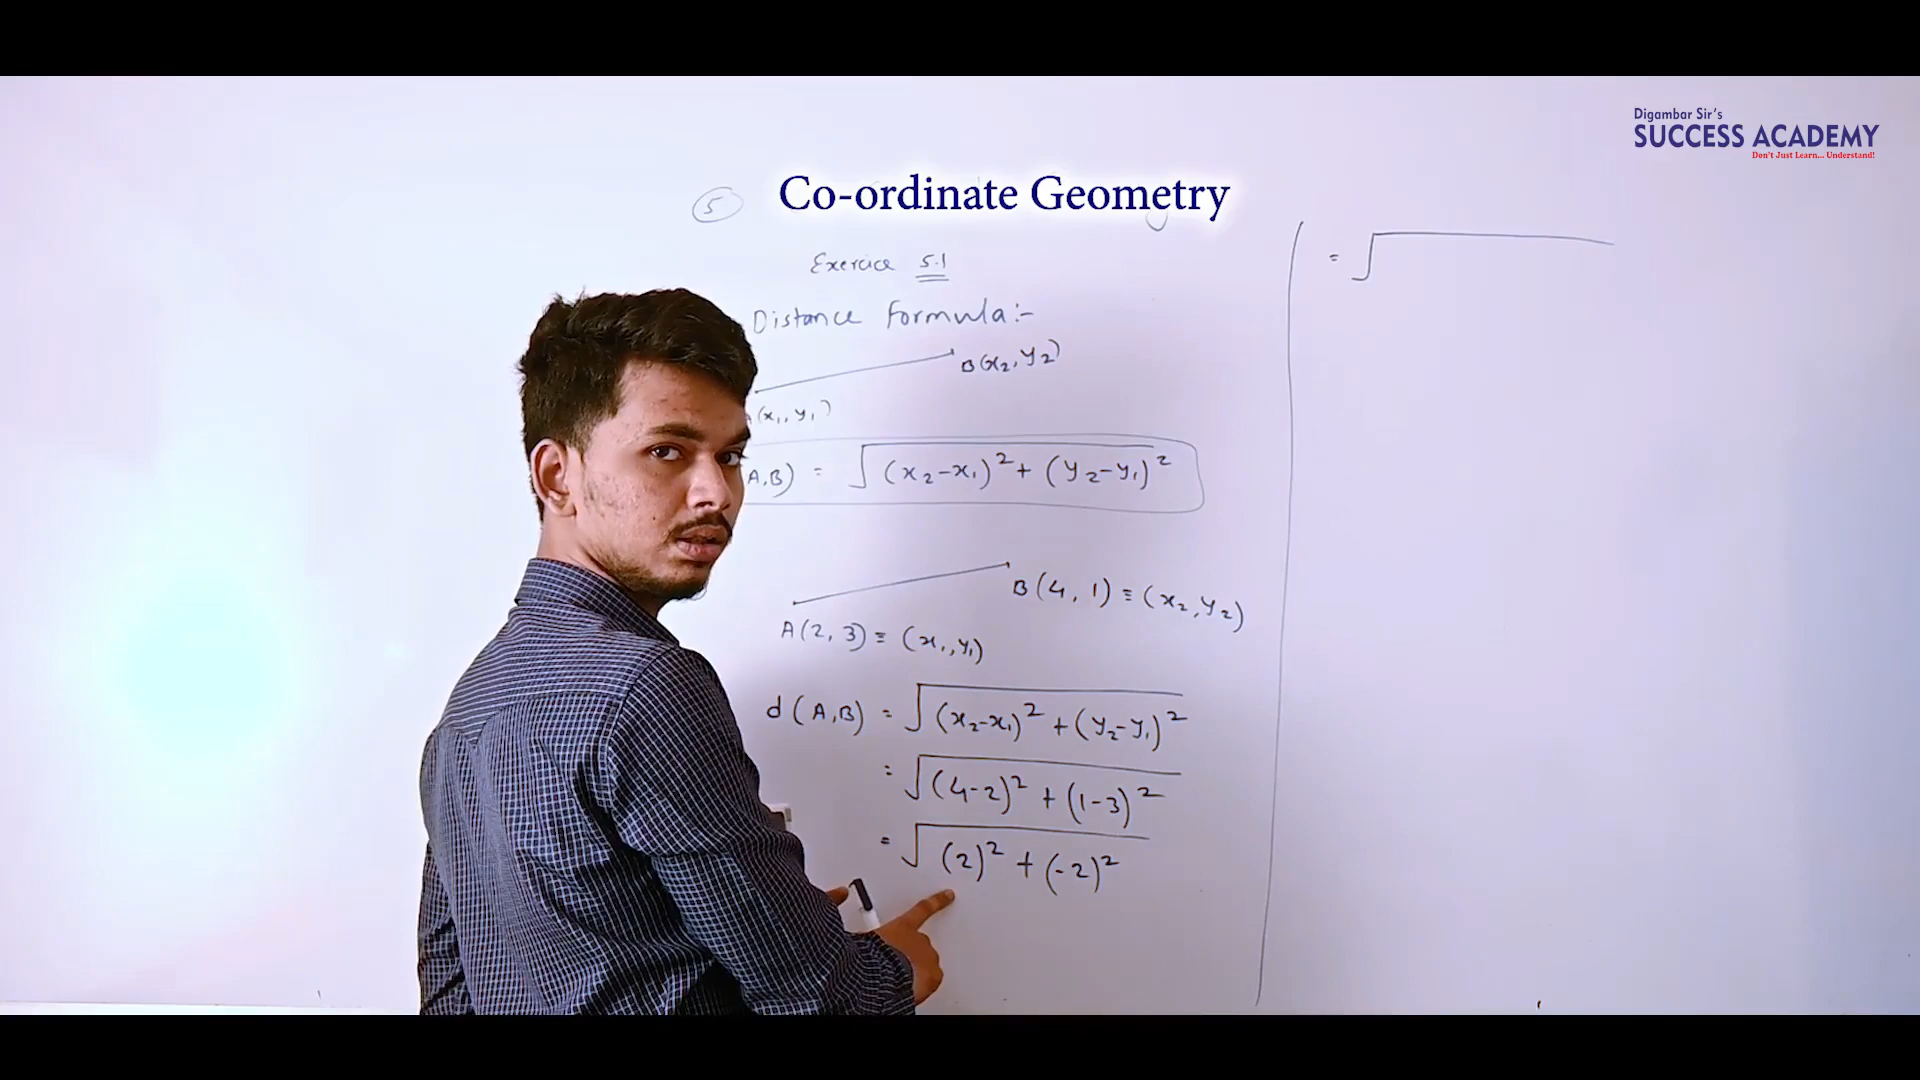 Digambar Sir's
SUCCESS ACADEMY
Don't Just Learn... Understand!
5 Co-ordinate Geometry
Exercise 5.1
Distance formula:-
B(x₂, y₂)
(x₁, y₁)
A,B) = √(x₂-x₁)² + (y₂-y₁)²
B(4, 1) ≡ (x₂, y₂)
A(2, 3) ≡ (x₁, y₁)
d(A,B) = √(x₂-x₁)² + (y₂-y₁)²
= √(4-2)² + (1-3)²
= √(2)² + (-2)²
= √